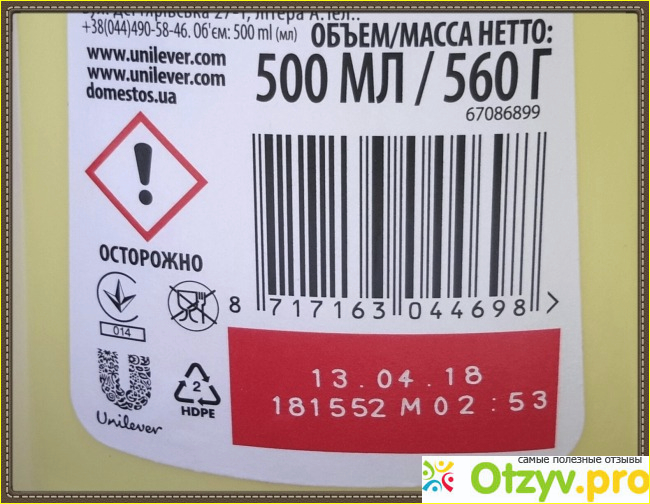 +38(044)490-58-46. Об'єм: 500 ml (мл)
www.unilever.com
www.unilever.com
domestos.ua
ОБЪЕМ/МАССА НЕТТО:
500 МЛ / 560 Г
67086899
ОСТОРОЖНО
014
8 717163 044698 >
Unilever
2
HDPE
13.04.18
181552 M 02:53
самые полезные отзывы
Otzyv.pro